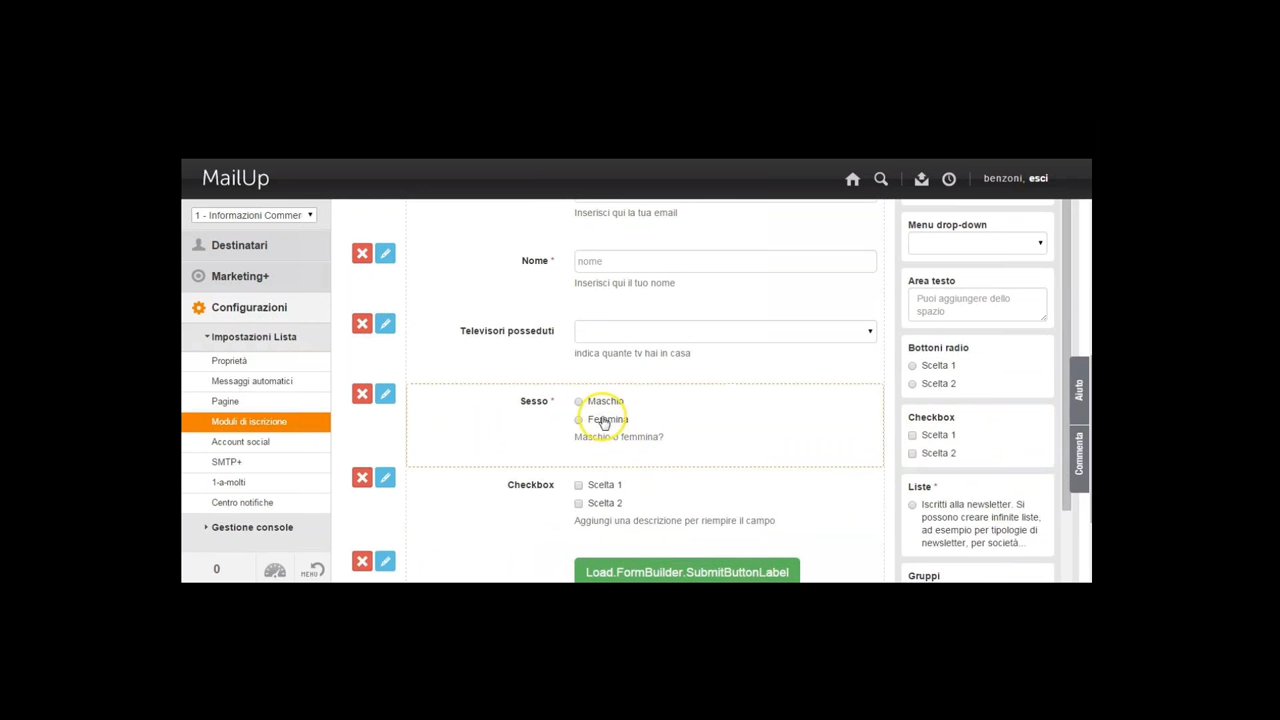 MailUp
benzoni, esci
1 - Informazioni Commer
Destinatari
Marketing+
Configurazioni
Impostazioni Lista
Proprietà
Messaggi automatici
Pagine
Moduli di iscrizione
Account social
SMTP+
1-a-molti
Centro notifiche
Gestione console
0
MENU
Inserisci qui la tua email
Nome *
nome
Inserisci qui il tuo nome
Televisori posseduti
indica quante tv hai in casa
Sesso *
Maschio
Femmina
Maschio o femmina?
Checkbox
Scelta 1
Scelta 2
Aggiungi una descrizione per riempire il campo
Load.FormBuilder.SubmitButtonLabel
Menu drop-down
Area testo
Puoi aggiungere dello
spazio
Bottoni radio
Scelta 1
Scelta 2
Checkbox
Scelta 1
Scelta 2
Liste *
Iscritti alla newsletter. Si
possono creare infinite liste,
ad esempio per tipologie di
newsletter, per società...
Gruppi
Aiuto
Commenta